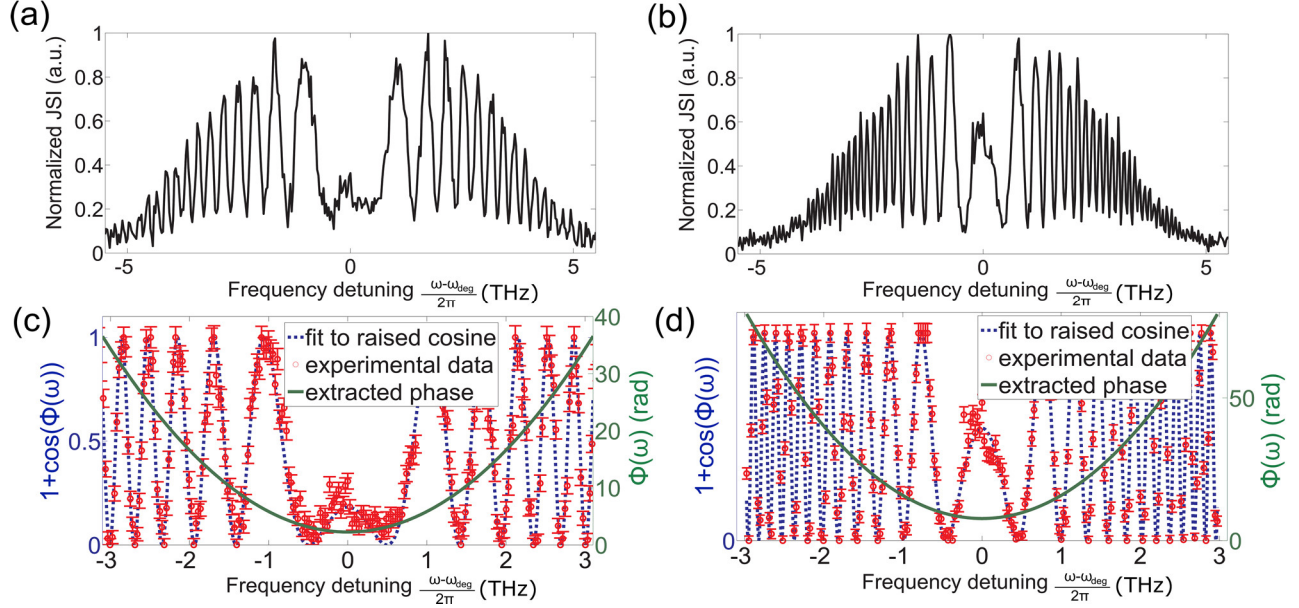 (a)
Normalized JSI (a.u.)
1
0.8
0.6
0.4
0.2
0
-5 0 5
Frequency detuning ω-ωdeg/2π (THz)
(b)
Normalized JSI (a.u.)
1
0.8
0.6
0.4
0.2
0
-5 0 5
Frequency detuning ω-ωdeg/2π (THz)
(c)
1+cos(Φ(ω))
1
0.5
0
fit to raised cosine
experimental data
extracted phase
40
30
20
10
0
Φ(ω) (rad)
-3 -2 -1 0 1 2 3
Frequency detuning ω-ωdeg/2π (THz)
(d)
1+cos(Φ(ω))
fit to raised cosine
experimental data
extracted phase
50
0
Φ(ω) (rad)
-3 -2 -1 0 1 2 3
Frequency detuning ω-ωdeg/2π (THz)